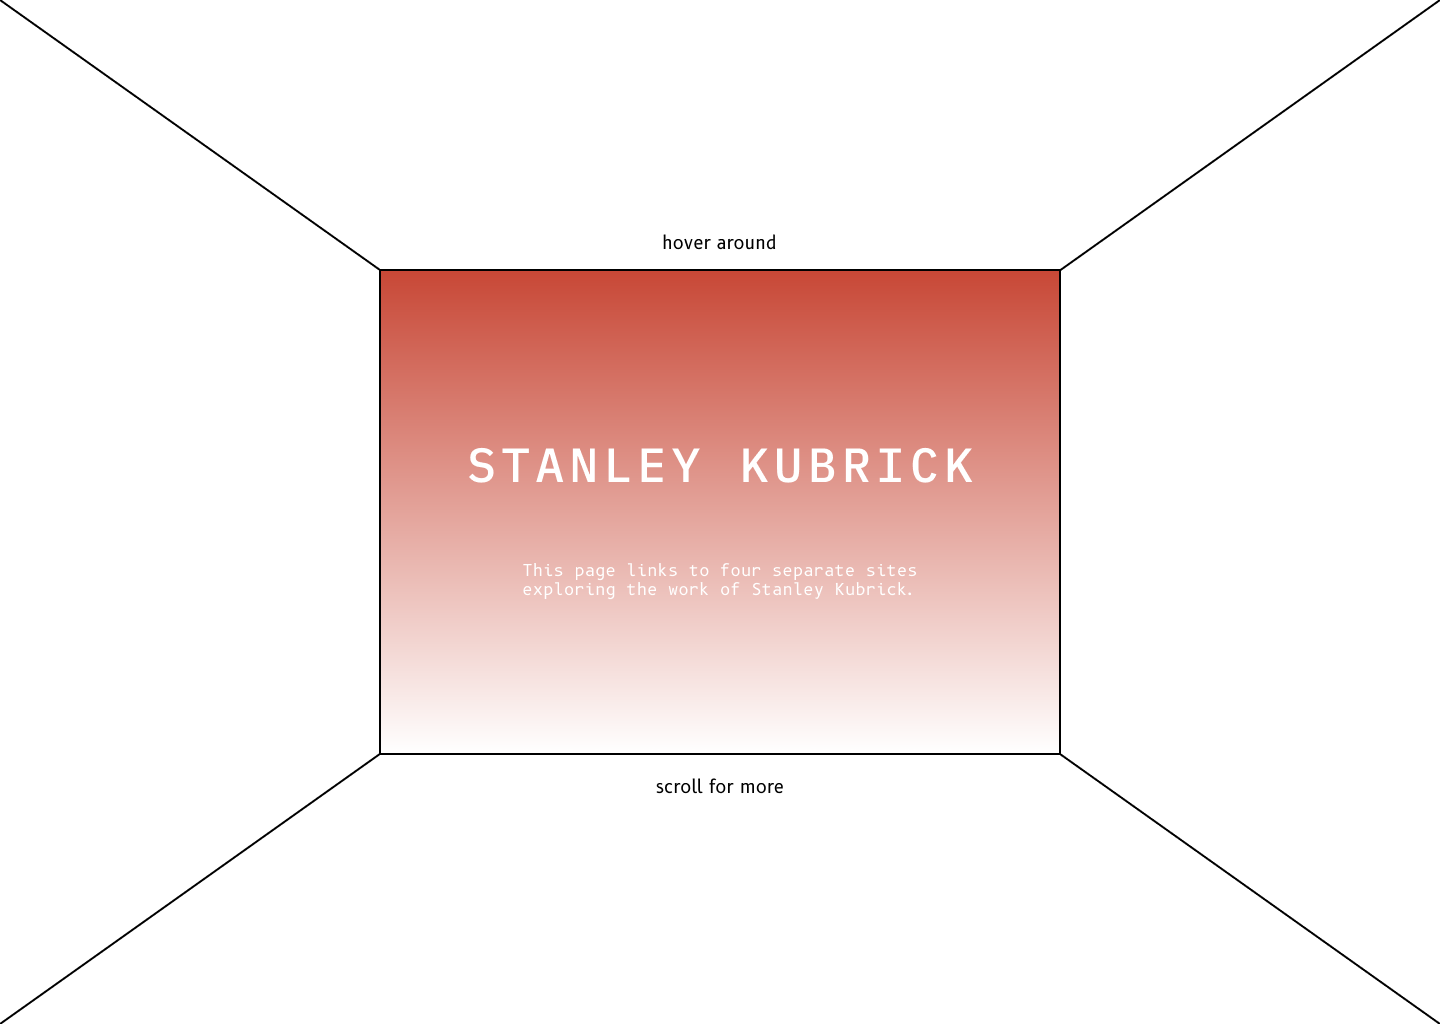 hover around
STANLEY KUBRICK
This page links to four separate sites
exploring the work of Stanley Kubrick.
scroll for more